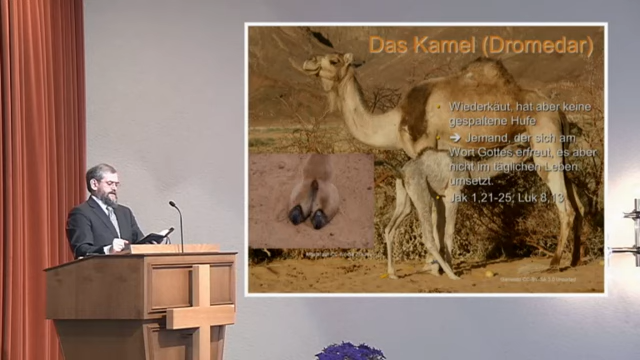 Das Kamel (Dromedar)
Wiederkaut, hat aber keine
gespaltene Hufe
➔ Jemand, der sich am
Wort Gottes erfreut, es aber
nicht im täglichen Leben
umsetzt.
Jak 1,21-25; Luk 8,13